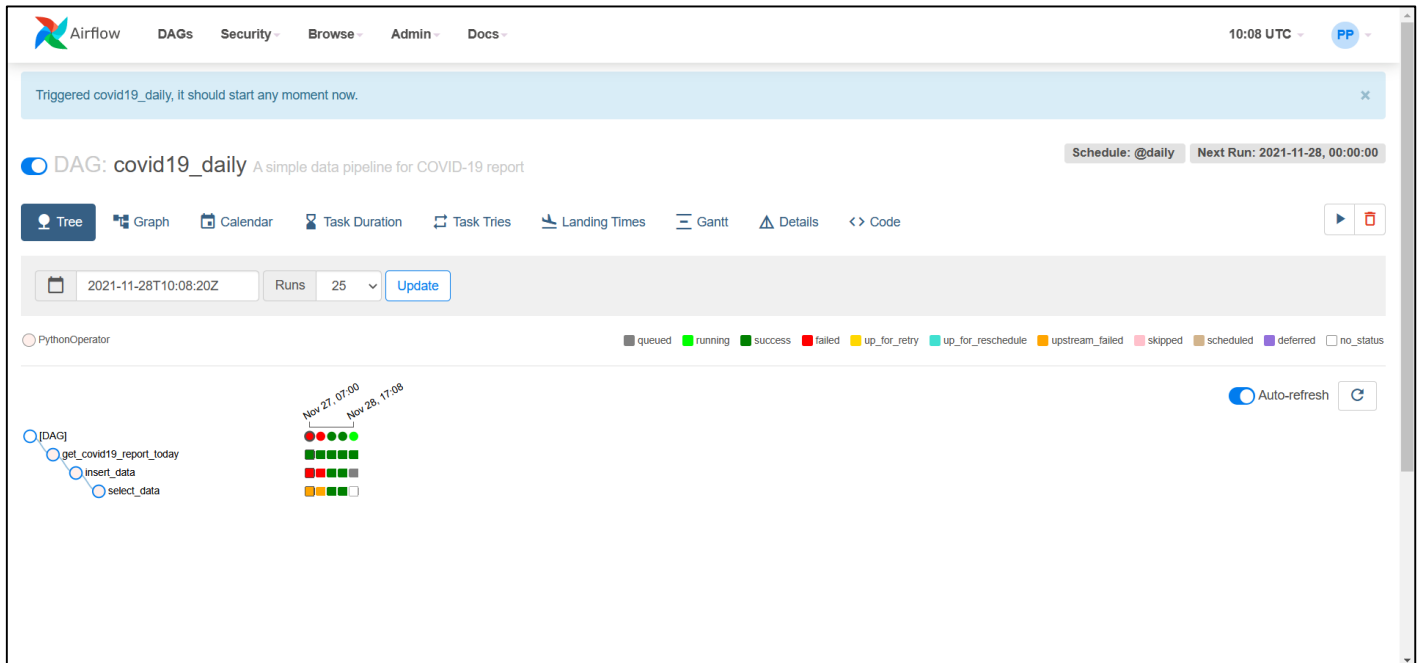 Airflow DAGs Security Browse Admin Docs 10:08 UTC PP
Triggered covid19_daily, it should start any moment now. ×
DAG: covid19_daily A simple data pipeline for COVID-19 report Schedule: @daily Next Run: 2021-11-28, 00:00:00
Tree Graph Calendar Task Duration Task Tries Landing Times Gantt Details <> Code
2021-11-28T10:08:20Z Runs 25 Update
PythonOperator queued running success failed up_for_retry up_for_reschedule upstream_failed skipped scheduled deferred no_status
Nov 27, 07:00 Nov 28, 17:08 Auto-refresh
[DAG]
get_covid19_report_today
insert_data
select_data